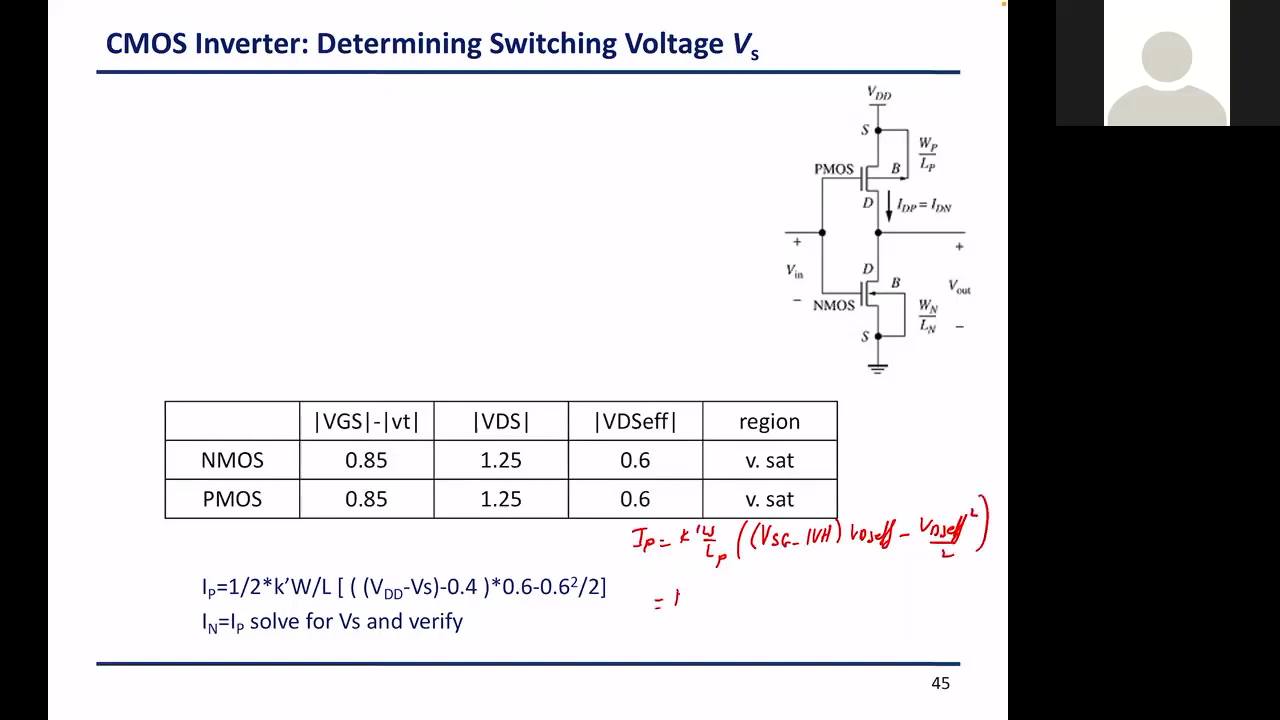 CMOS Inverter: Determining Switching Voltage Vs
VDD
S
WP
LP
PMOS
B
D
IDP = IDN
+
+
Vin
D
B
Vout
–
NMOS
WN
LN
–
S
|VGS|-|vt| |VDS| |VDSeff| region
NMOS 0.85 1.25 0.6 v. sat
PMOS 0.85 1.25 0.6 v. sat
IP = k' W/Lp ((VSG - |Vt|) VDSeff - VDSeff²/2)
IP=1/2*k’W/L [ ( (VDD-Vs)-0.4 )*0.6-0.6²/2]
=
IN=IP solve for Vs and verify
45